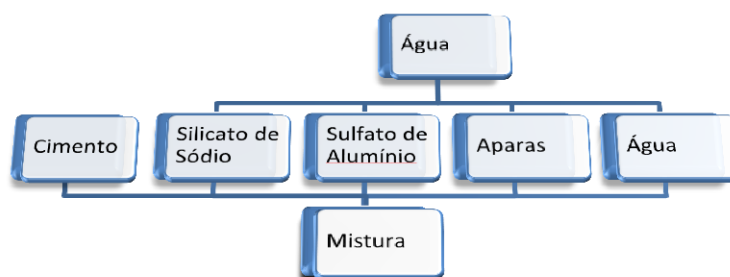 Água
Cimento
Silicato de
Sódio
Sulfato de
Alumínio
Aparas
Água
Mistura